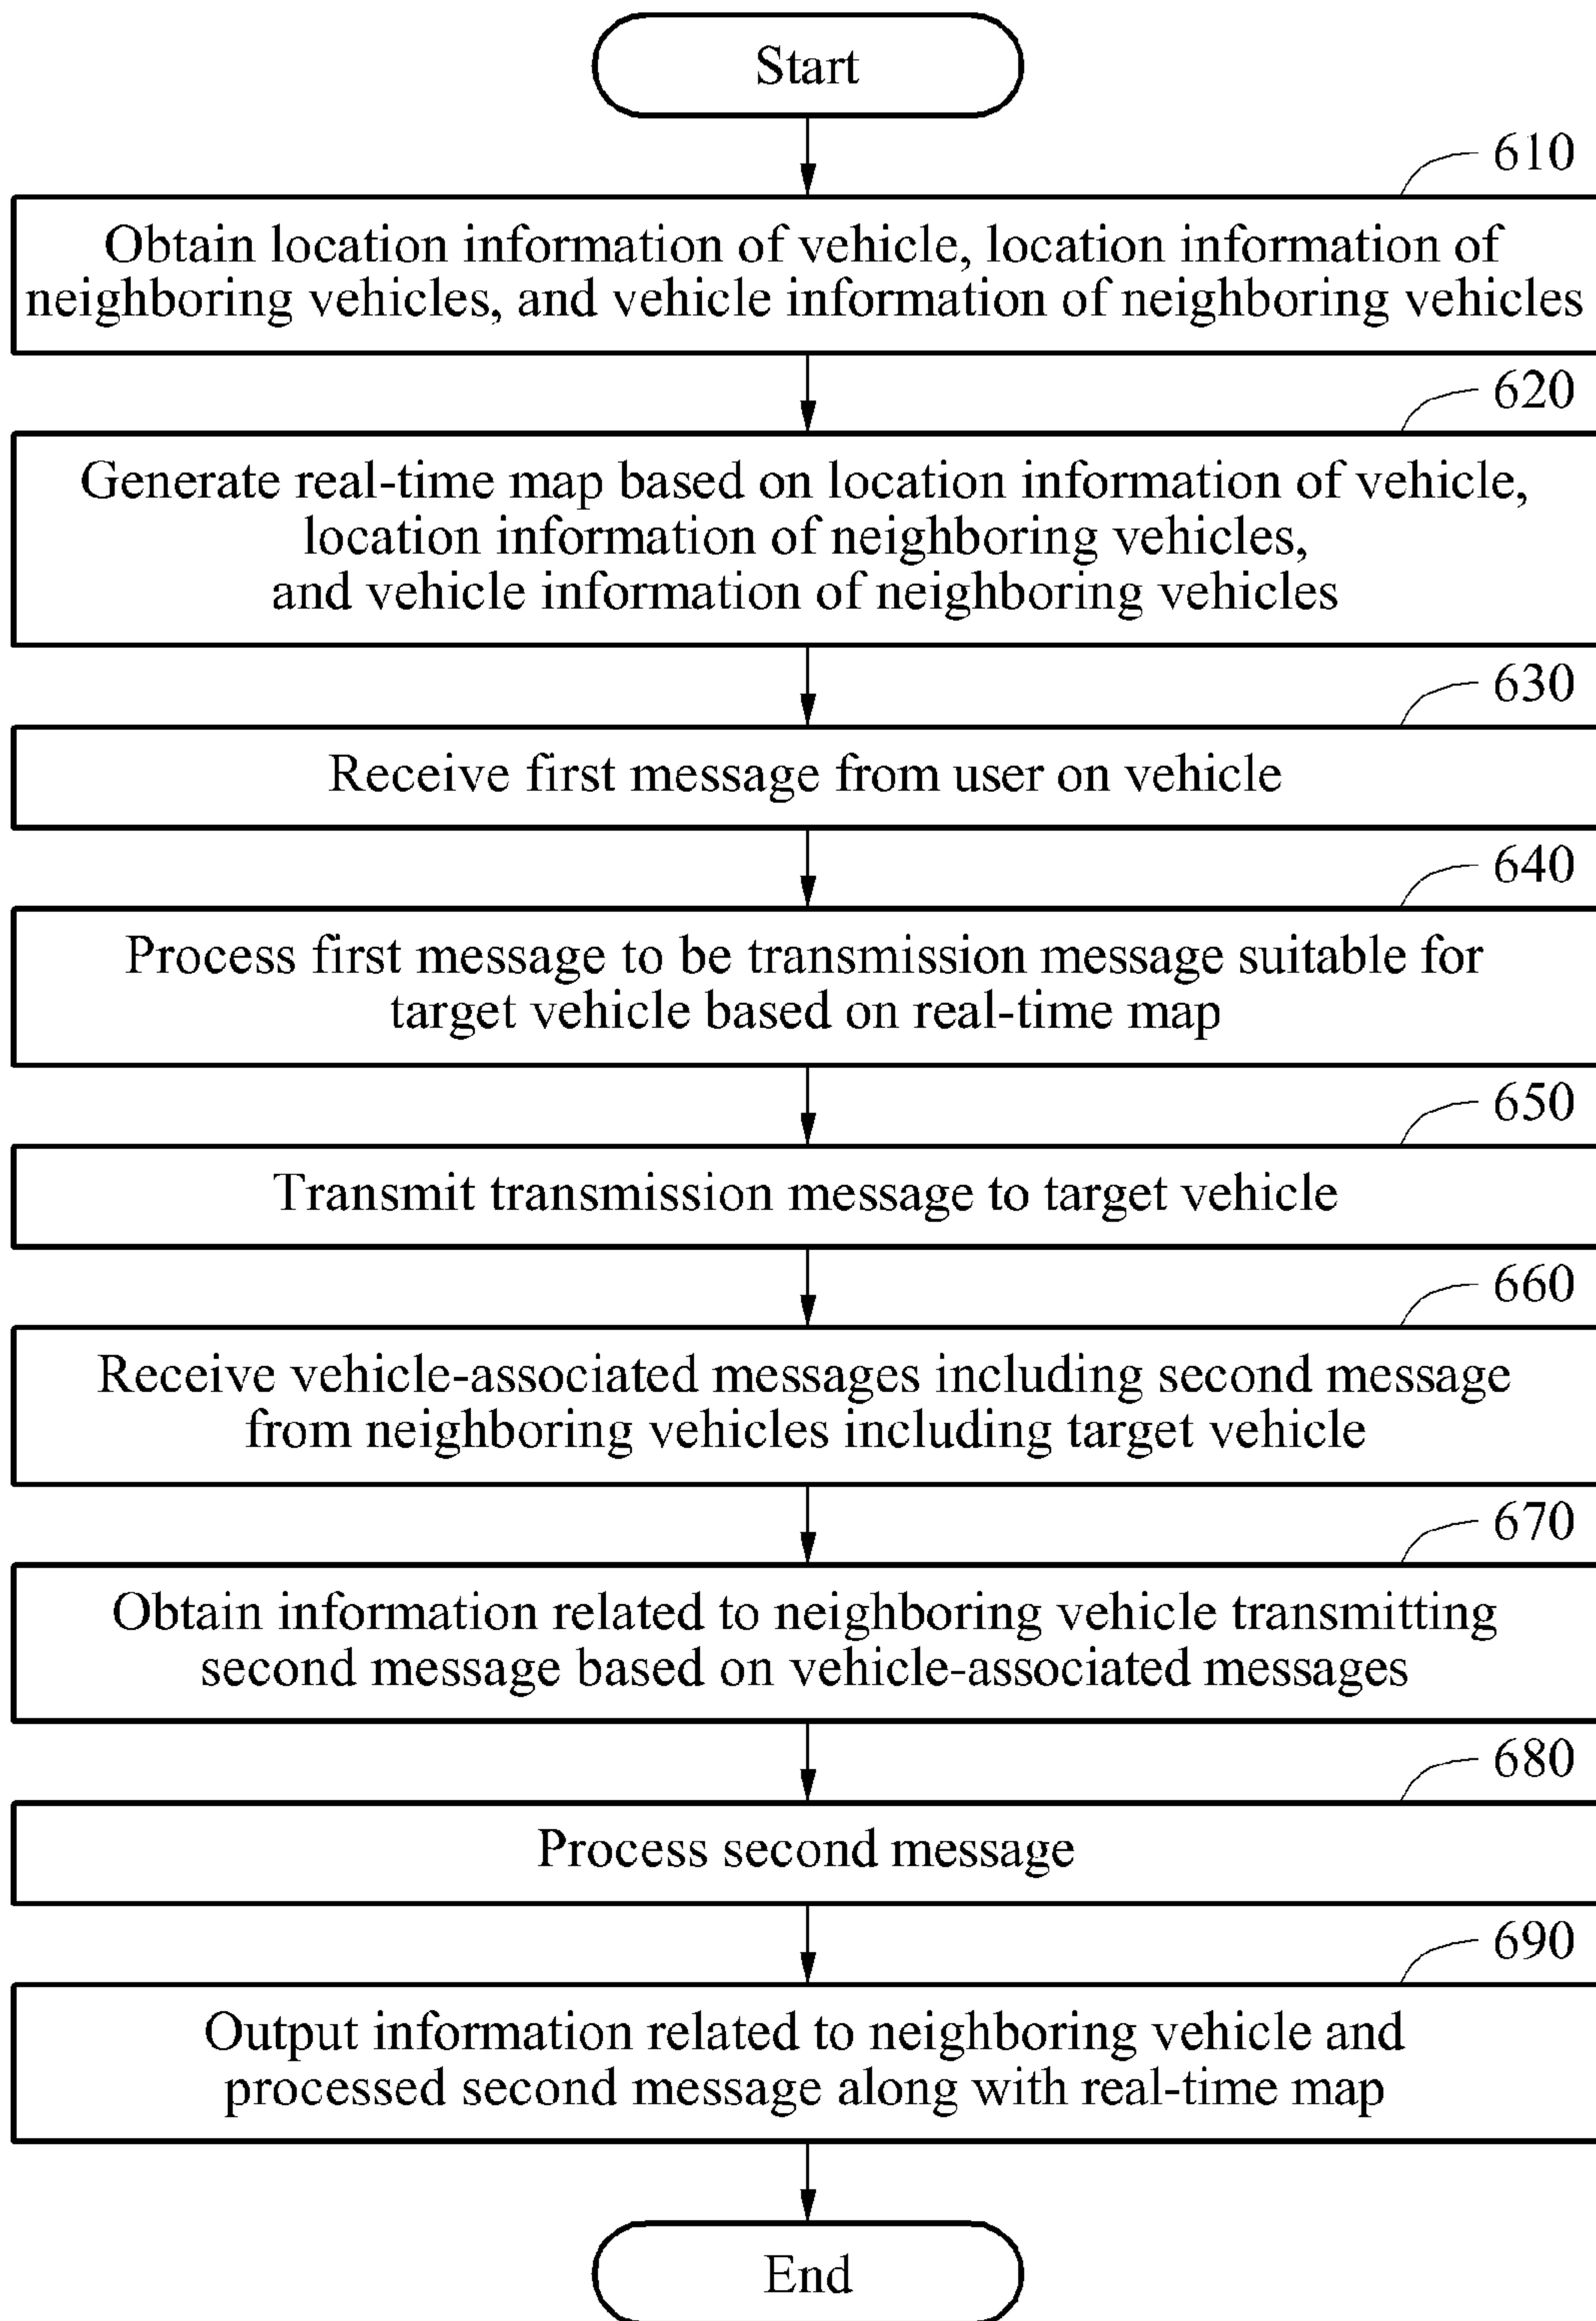 Start
610
Obtain location information of vehicle, location information of
neighboring vehicles, and vehicle information of neighboring vehicles
620
Generate real-time map based on location information of vehicle,
location information of neighboring vehicles,
and vehicle information of neighboring vehicles
630
Receive first message from user on vehicle
640
Process first message to be transmission message suitable for
target vehicle based on real-time map
650
Transmit transmission message to target vehicle
660
Receive vehicle-associated messages including second message
from neighboring vehicles including target vehicle
670
Obtain information related to neighboring vehicle transmitting
second message based on vehicle-associated messages
680
Process second message
690
Output information related to neighboring vehicle and
processed second message along with real-time map
End